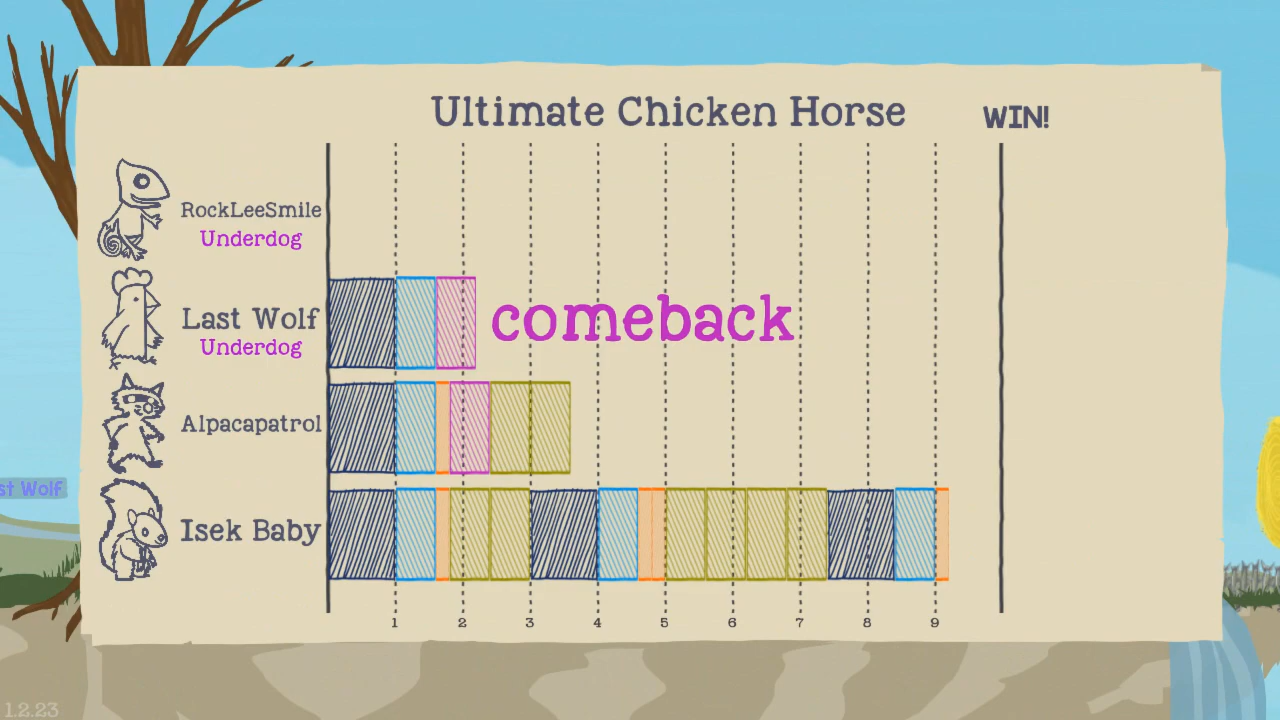 Ultimate Chicken Horse
WIN!
RockLeeSmile
Underdog
Last Wolf
Underdog
comeback
Alpacapatrol
st Wolf
Isek Baby
1 2 3 4 5 6 7 8 9
1.2.23